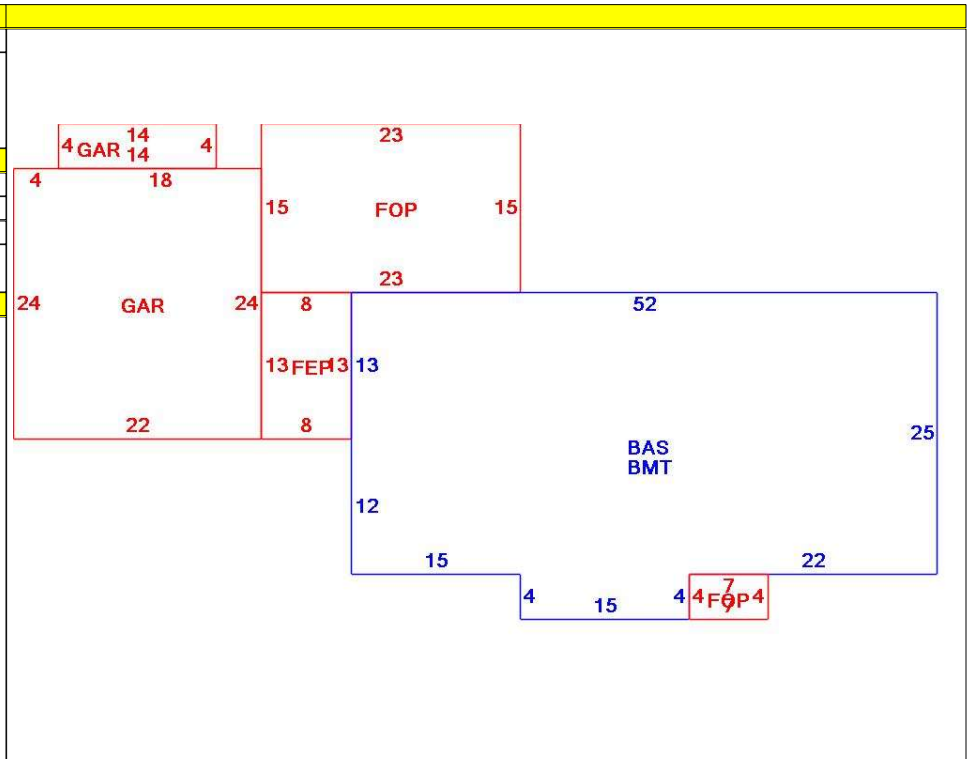 14 23
4 GAR 14 4
4 18
15 FOP 15
23
24 GAR 24 8 52
13 FEP 13 13
22 8 25
BAS
BMT
12
15 22
7
4 15 4 4 FOP 4
7